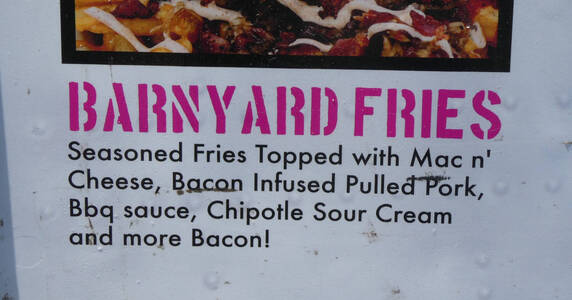 BARNYARD FRIES
Seasoned Fries Topped with Mac n'
Cheese, Bacon Infused Pulled Pork,
Bbq sauce, Chipotle Sour Cream
and more Bacon!